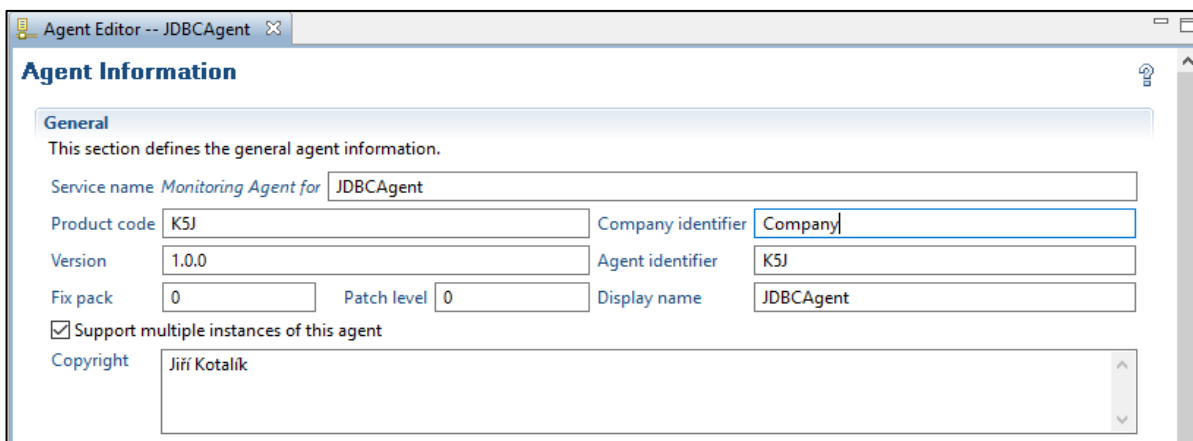 Agent Editor -- JDBCAgent
Agent Information
General
This section defines the general agent information.
Service name Monitoring Agent for JDBCAgent
Product code K5J Company identifier Company
Version 1.0.0 Agent identifier K5J
Fix pack 0 Patch level 0 Display name JDBCAgent
Support multiple instances of this agent
Copyright Jiří Kotalík